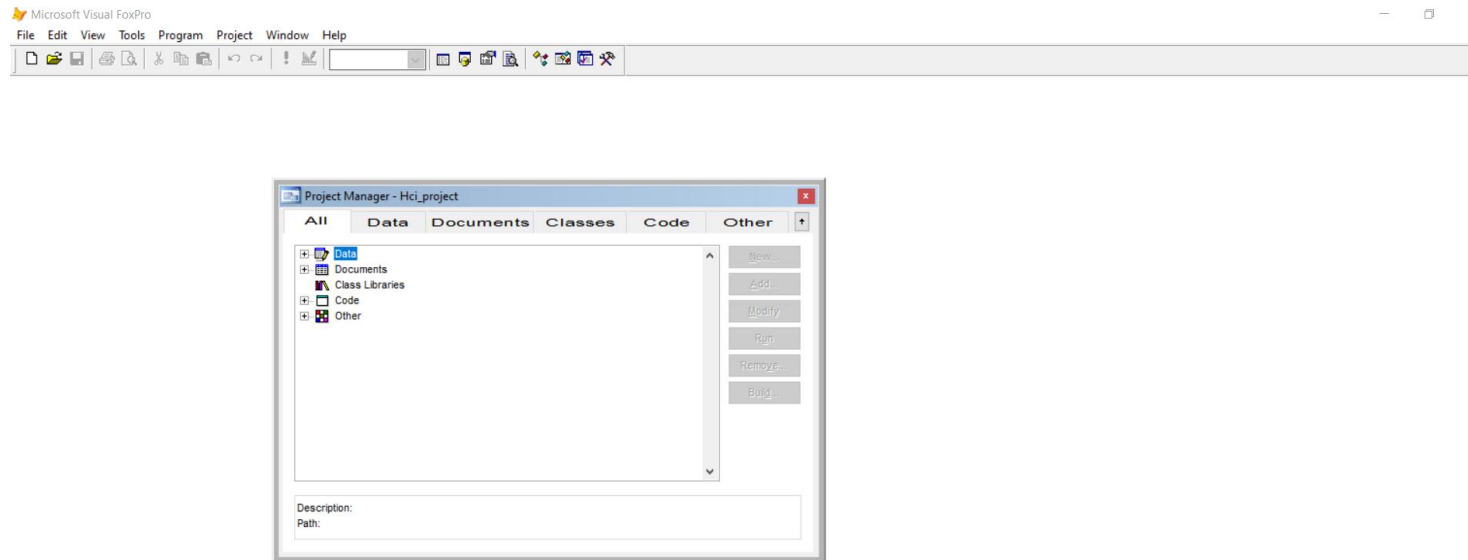 Microsoft Visual FoxPro
File Edit View Tools Program Project Window Help
Project Manager - Hci_project
All Data Documents Classes Code Other
Data
Documents
Class Libraries
Code
Other
New...
Add...
Modify
Run
Remove...
Build...
Description:
Path: